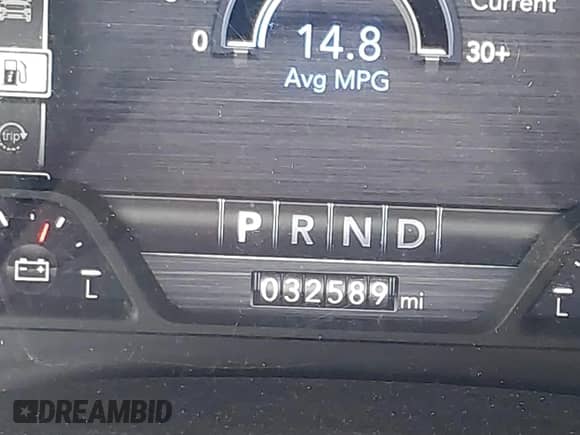 Current
0
14.8
30+
Avg MPG
trip
P R N D
032589 mi
L
L
DREAMBID